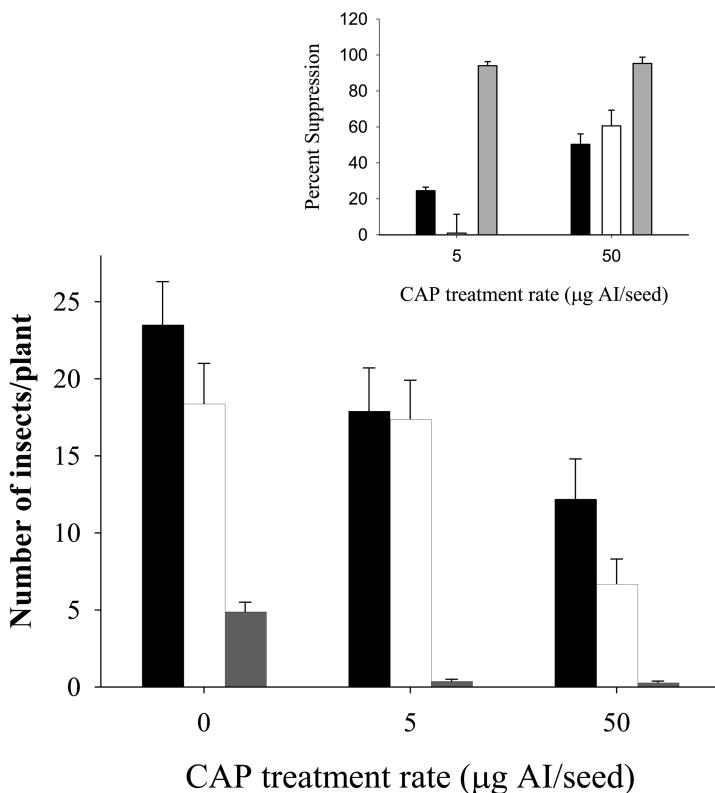 120
100
80
60
40
20
0
Percent Suppression
5 50
CAP treatment rate (μg AI/seed)
25
20
15
10
5
0
Number of insects/plant
0 5 50
CAP treatment rate (μg AI/seed)